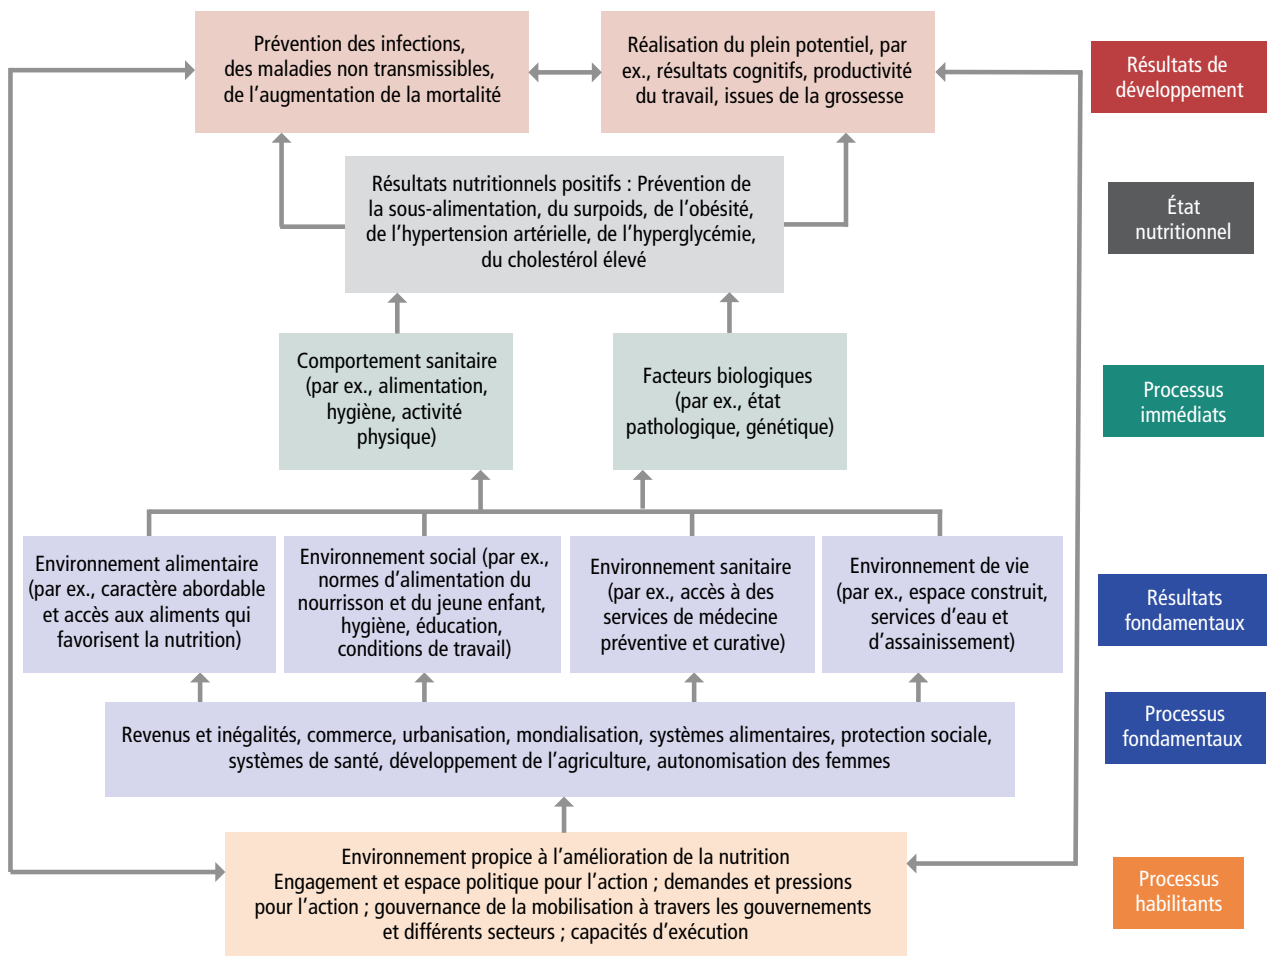 Prévention des infections,
des maladies non transmissibles,
de l’augmentation de la mortalité
Réalisation du plein potentiel, par
ex., résultats cognitifs, productivité
du travail, issues de la grossesse
Résultats de
développement
Résultats nutritionnels positifs : Prévention de
la sous-alimentation, du surpoids, de l’obésité,
de l’hypertension artérielle, de l’hyperglycémie,
du cholestérol élevé
État
nutritionnel
Comportement sanitaire
(par ex., alimentation,
hygiène, activité
physique)
Facteurs biologiques
(par ex., état
pathologique, génétique)
Processus
immédiats
Environnement alimentaire
(par ex., caractère abordable
et accès aux aliments qui
favorisent la nutrition)
Environnement social (par ex.,
normes d’alimentation du
nourrisson et du jeune enfant,
hygiène, éducation,
conditions de travail)
Environnement sanitaire
(par ex., accès à des
services de médecine
préventive et curative)
Environnement de vie
(par ex., espace construit,
services d’eau et
d’assainissement)
Résultats
fondamentaux
Revenus et inégalités, commerce, urbanisation, mondialisation, systèmes alimentaires, protection sociale,
systèmes de santé, développement de l’agriculture, autonomisation des femmes
Processus
fondamentaux
Environnement propice à l’amélioration de la nutrition
Engagement et espace politique pour l’action ; demandes et pressions
pour l’action ; gouvernance de la mobilisation à travers les gouvernements
et différents secteurs ; capacités d’exécution
Processus
habilitants